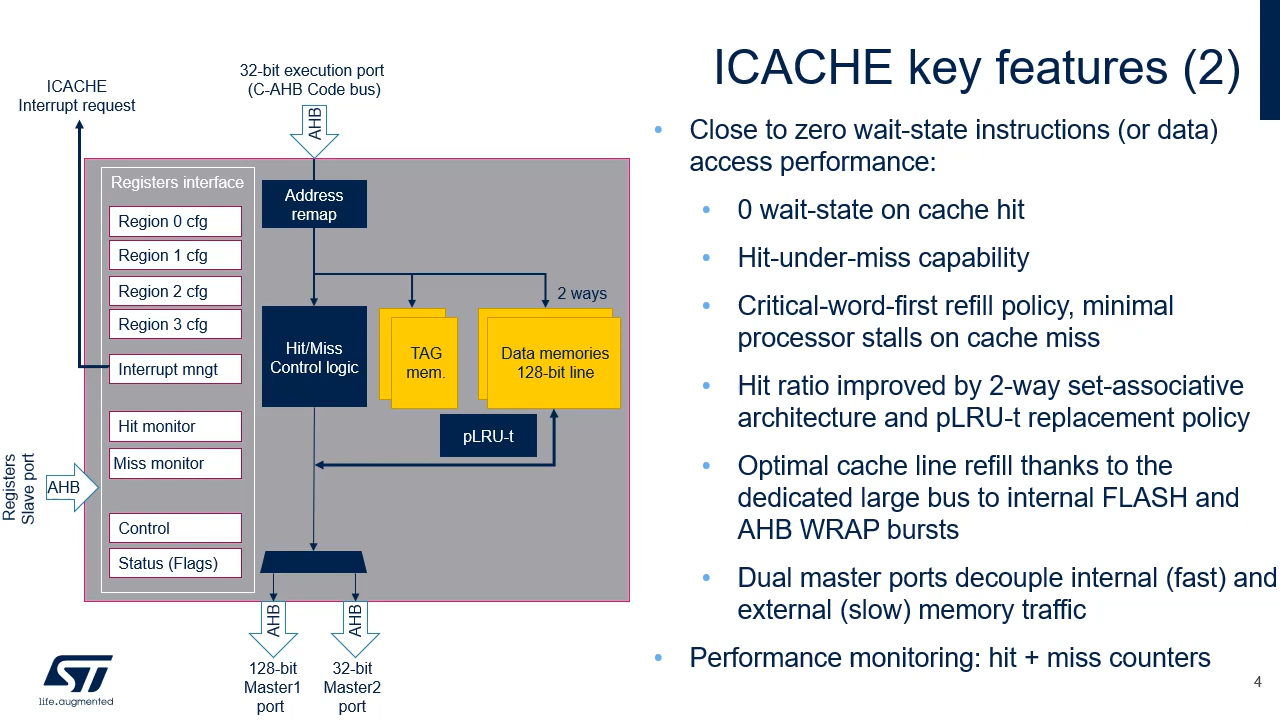 ICACHE key features (2)
ICACHE
Interrupt request
32-bit execution port
(C-AHB Code bus)
AHB
Registers interface
Region 0 cfg
Region 1 cfg
Region 2 cfg
Region 3 cfg
Interrupt mngt
Hit monitor
Miss monitor
Control
Status (Flags)
Registers
Slave port
AHB
Address
remap
Hit/Miss
Control logic
2 ways
TAG
mem.
Data memories
128-bit line
pLRU-t
AHB
AHB
128-bit
Master1
port
32-bit
Master2
port
• Close to zero wait-state instructions (or data)
access performance:
• 0 wait-state on cache hit
• Hit-under-miss capability
• Critical-word-first refill policy, minimal
processor stalls on cache miss
• Hit ratio improved by 2-way set-associative
architecture and pLRU-t replacement policy
• Optimal cache line refill thanks to the
dedicated large bus to internal FLASH and
AHB WRAP bursts
• Dual master ports decouple internal (fast) and
external (slow) memory traffic
• Performance monitoring: hit + miss counters
ST
life.augmented
4